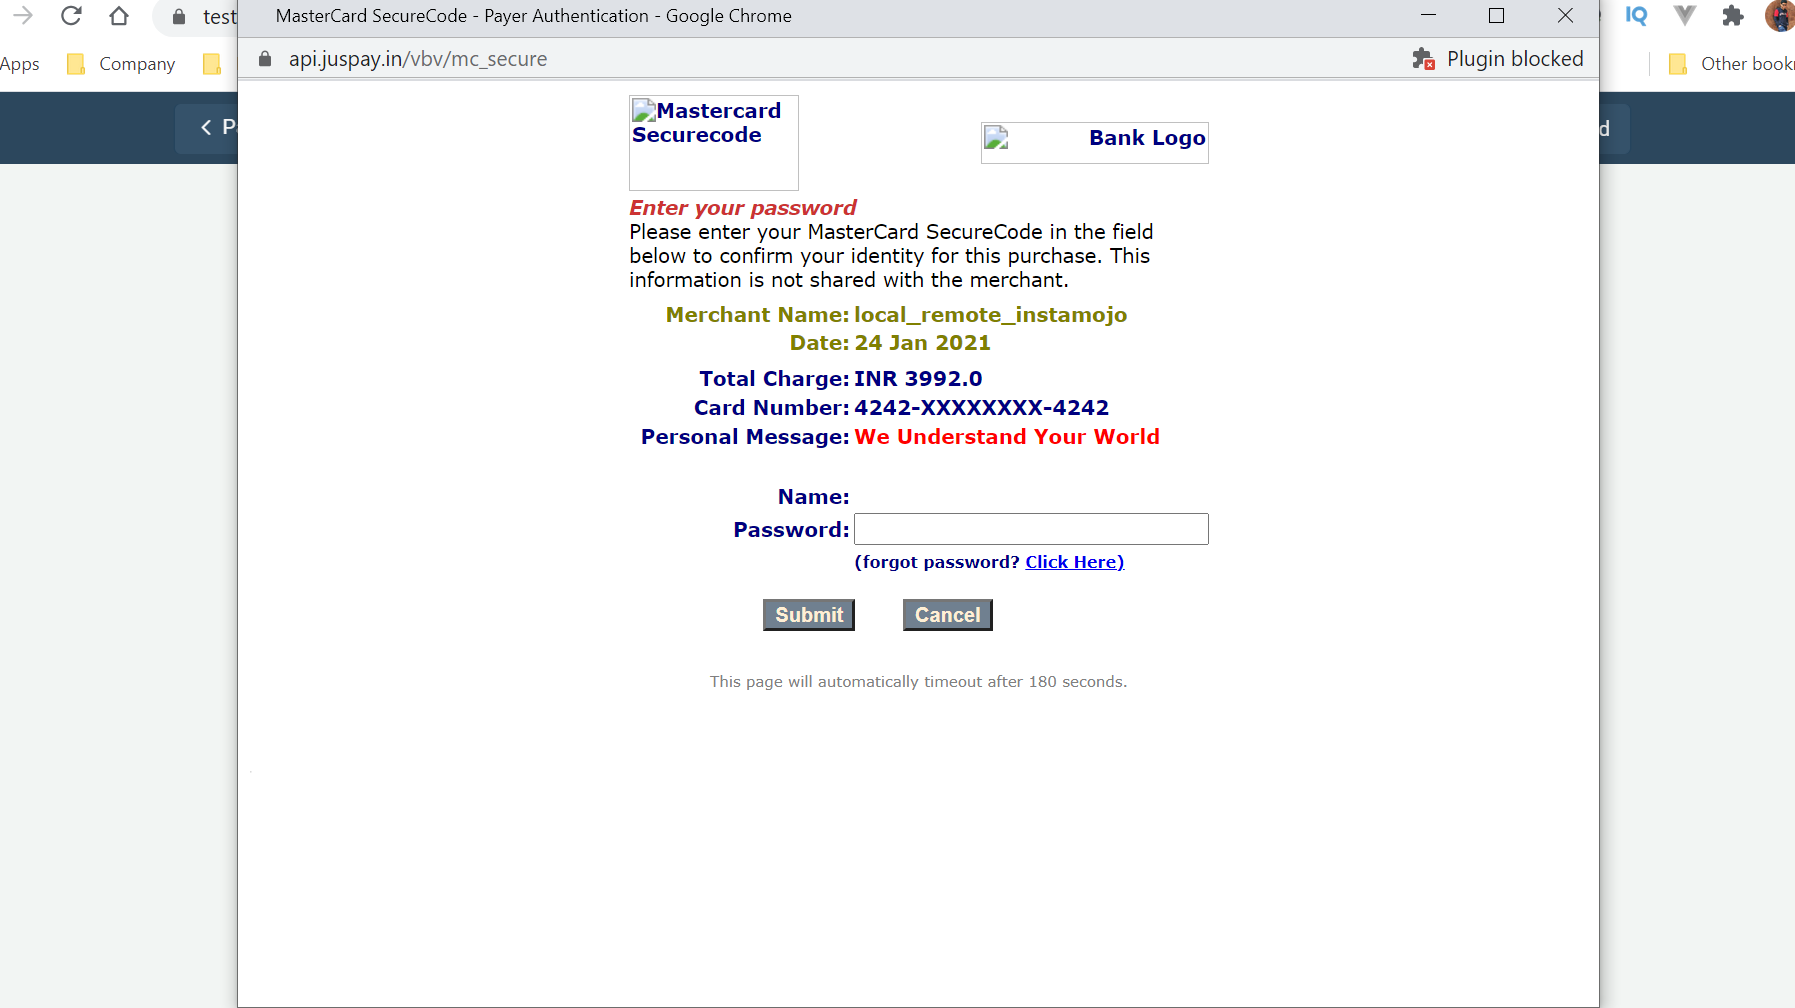 MasterCard SecureCode - Payer Authentication - Google Chrome
test
api.juspay.in/vbv/mc_secure
Plugin blocked
IQ
Apps
Company
Other book
P
d
Mastercard
Securecode
Bank Logo
Enter your password
Please enter your MasterCard SecureCode in the field
below to confirm your identity for this purchase. This
information is not shared with the merchant.
Merchant Name: local_remote_instamojo
Date: 24 Jan 2021
Total Charge: INR 3992.0
Card Number: 4242-XXXXXXXX-4242
Personal Message: We Understand Your World
Name:
Password:
(forgot password? Click Here)
Submit Cancel
This page will automatically timeout after 180 seconds.